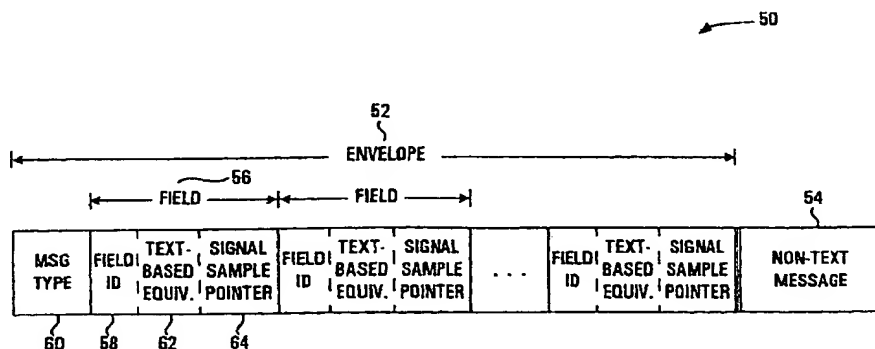 50
52
ENVELOPE
56
FIELD
FIELD
54
MSG TYPE
FIELD ID
TEXT-BASED EQUIV.
SIGNAL SAMPLE POINTER
FIELD ID
TEXT-BASED EQUIV.
SIGNAL SAMPLE POINTER
. . .
FIELD ID
TEXT-BASED EQUIV.
SIGNAL SAMPLE POINTER
NON-TEXT MESSAGE
60
58
62
64